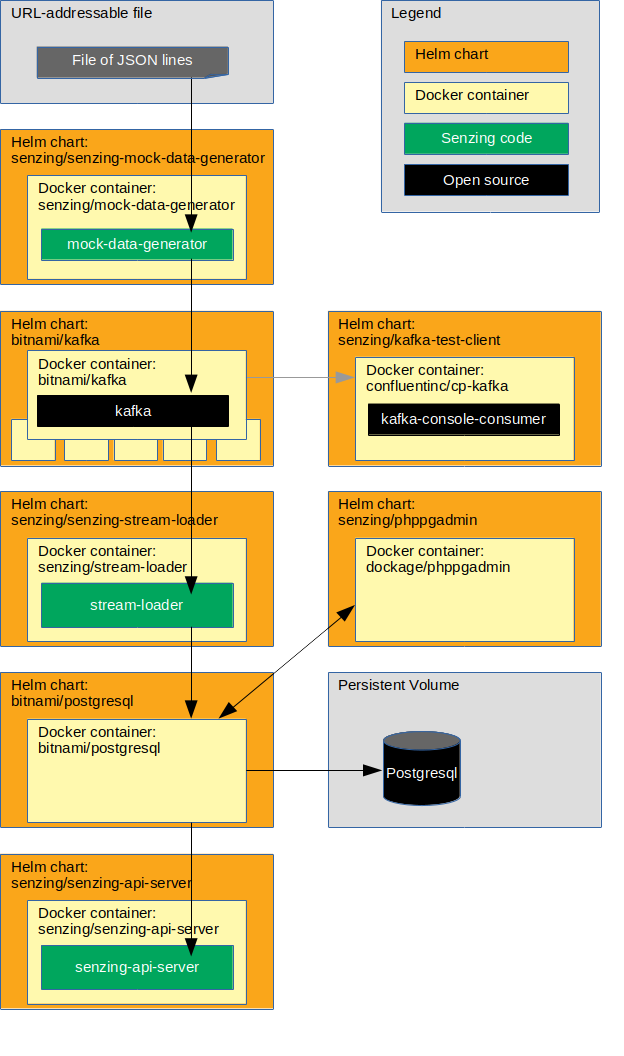 URL-addressable file
File of JSON lines
Legend
Helm chart
Docker container
Senzing code
Open source
Helm chart:
senzing/senzing-mock-data-generator
Docker container:
senzing/mock-data-generator
mock-data-generator
Helm chart:
bitnami/kafka
Docker container:
bitnami/kafka
kafka
Helm chart:
senzing/kafka-test-client
Docker container:
confluentinc/cp-kafka
kafka-console-consumer
Helm chart:
senzing/senzing-stream-loader
Docker container:
senzing/stream-loader
stream-loader
Helm chart:
senzing/phppgadmin
Docker container:
dockage/phppgadmin
Helm chart:
bitnami/postgresql
Docker container:
bitnami/postgresql
Persistent Volume
Postgresql
Helm chart:
senzing/senzing-api-server
Docker container:
senzing/senzing-api-server
senzing-api-server